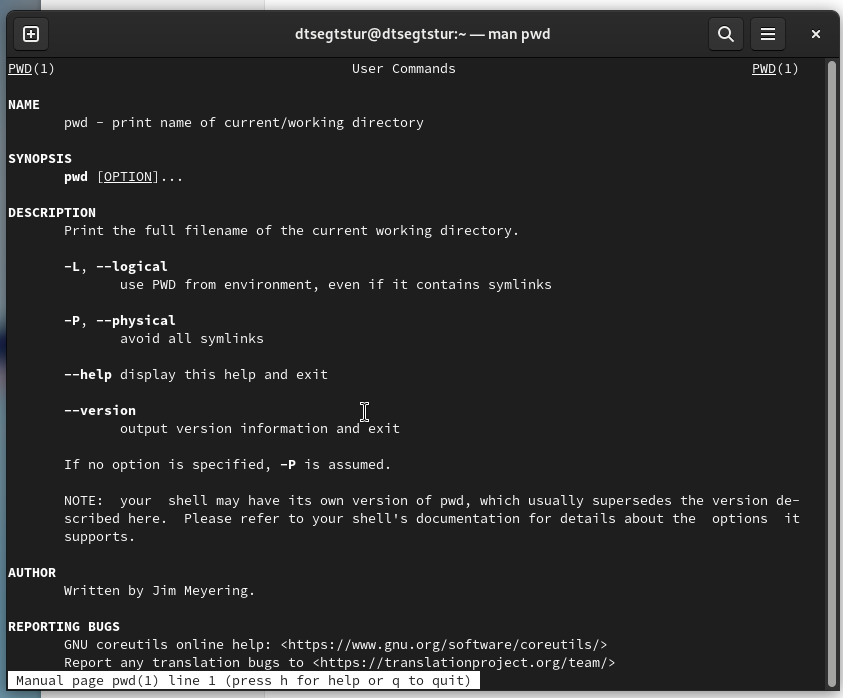 dtsegtstur@dtsegtstur:~ — man pwd
PWD(1) User Commands PWD(1)
NAME
pwd - print name of current/working directory
SYNOPSIS
pwd [OPTION]...
DESCRIPTION
Print the full filename of the current working directory.
-L, --logical
use PWD from environment, even if it contains symlinks
-P, --physical
avoid all symlinks
--help display this help and exit
--version
output version information and exit
If no option is specified, -P is assumed.
NOTE:  your  shell may have its own version of pwd, which usually supersedes the version de-
scribed here.  Please refer to your shell's documentation for details about the  options  it
supports.
AUTHOR
Written by Jim Meyering.
REPORTING BUGS
GNU coreutils online help: <https://www.gnu.org/software/coreutils/>
Report any translation bugs to <https://translationproject.org/team/>
Manual page pwd(1) line 1 (press h for help or q to quit)